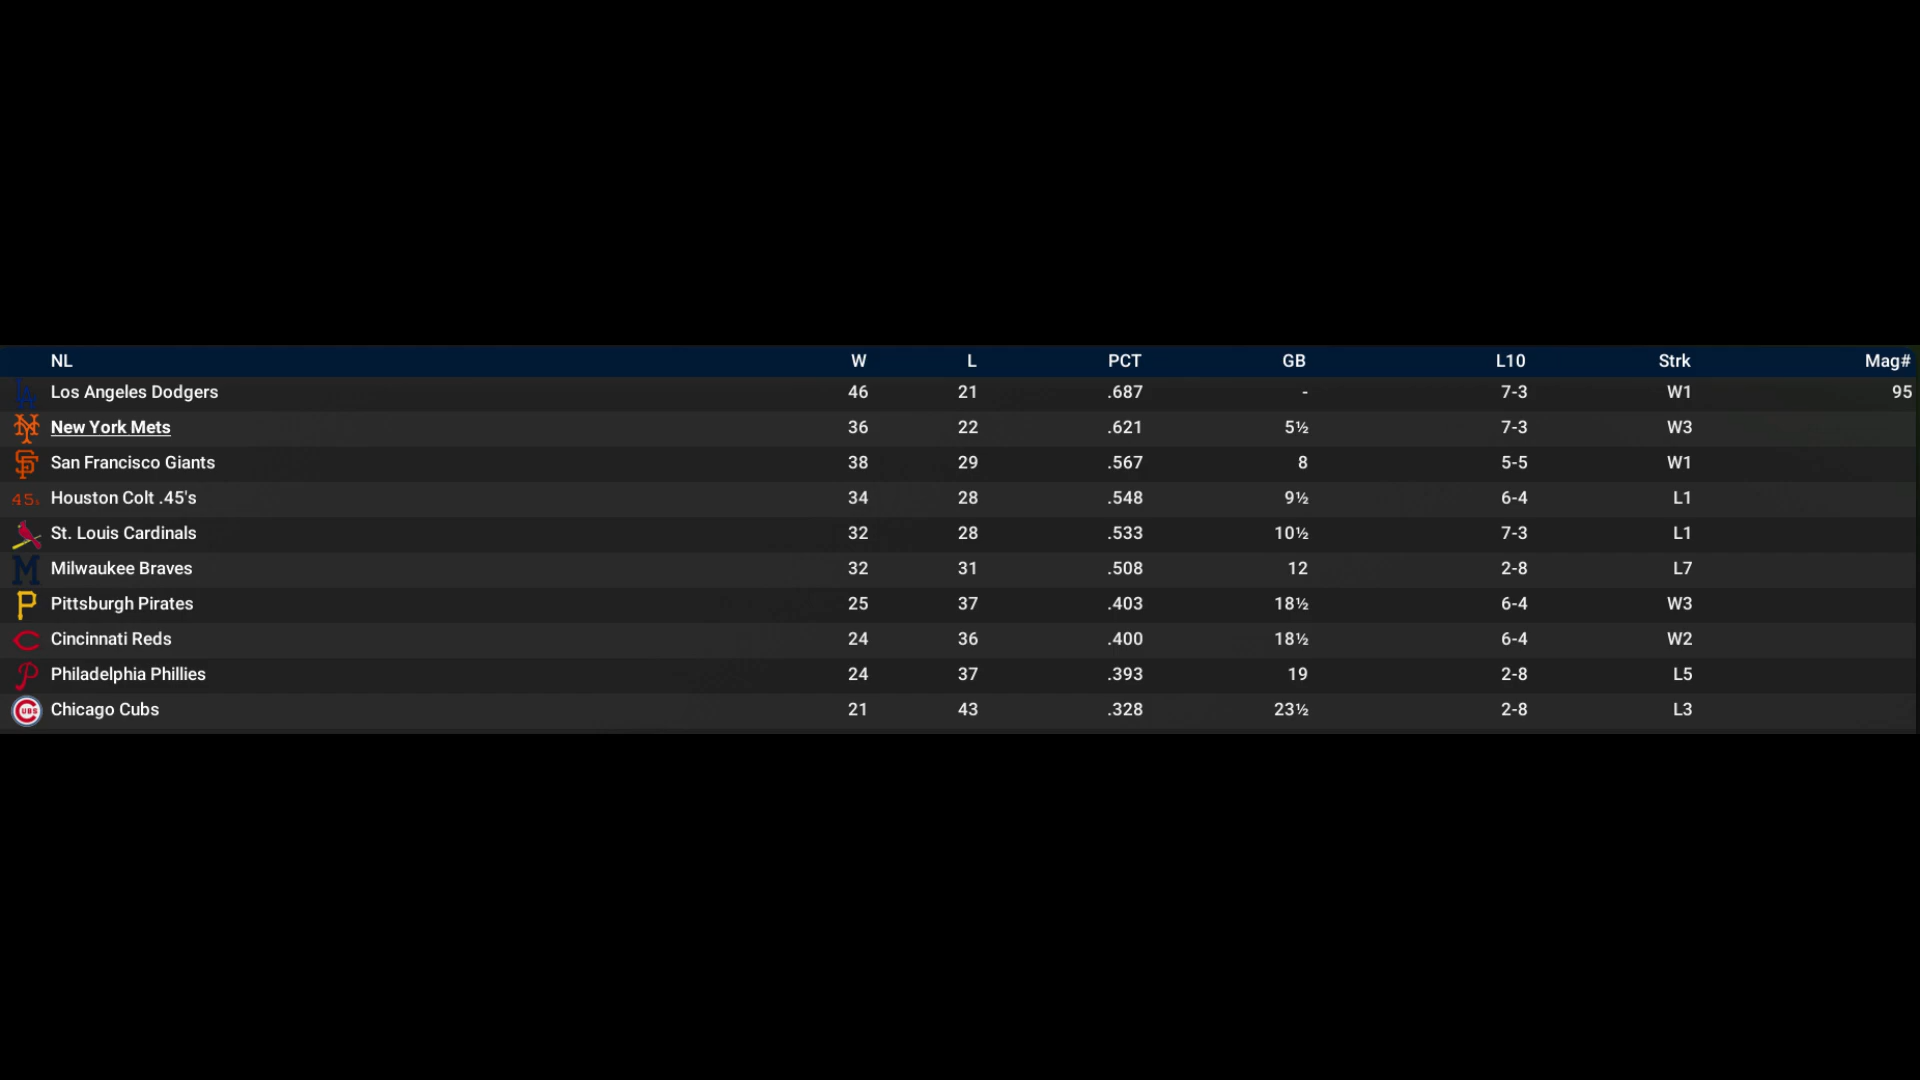 NL W L PCT GB L10 Strk Mag#
Los Angeles Dodgers 46 21 .687 - 7-3 W1 95
New York Mets 36 22 .621 5½ 7-3 W3
San Francisco Giants 38 29 .567 8 5-5 W1
45s Houston Colt .45's 34 28 .548 9½ 6-4 L1
St. Louis Cardinals 32 28 .533 10½ 7-3 L1
M Milwaukee Braves 32 31 .508 12 2-8 L7
P Pittsburgh Pirates 25 37 .403 18½ 6-4 W3
C Cincinnati Reds 24 36 .400 18½ 6-4 W2
P Philadelphia Phillies 24 37 .393 19 2-8 L5
CUBS Chicago Cubs 21 43 .328 23½ 2-8 L3